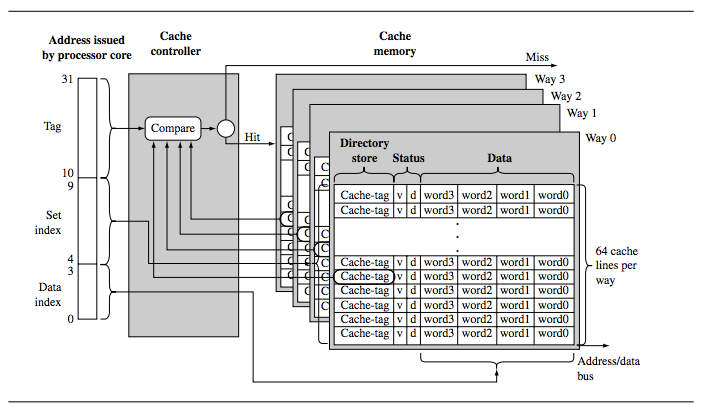 Address issued
by processor core
Cache
controller
Cache
memory
Miss
31
Way 3
Way 2
Way 1
Way 0
Tag
Compare
Hit
Directory
store
Status
Data
10
9
Set
index
4
3
Data
index
0
C
C
C
C
C
C
C
C
C
C
C
C
C
C
Cache-tag v d word3 word2 word1 word0
Cache-tag v d word3 word2 word1 word0
.
.
.
Cache-tag v d word3 word2 word1 word0
Cache-tag v d word3 word2 word1 word0
Cache-tag v d word3 word2 word1 word0
Cache-tag v d word3 word2 word1 word0
Cache-tag v d word3 word2 word1 word0
Cache-tag v d word3 word2 word1 word0
64 cache
lines per
way
Address/data
bus